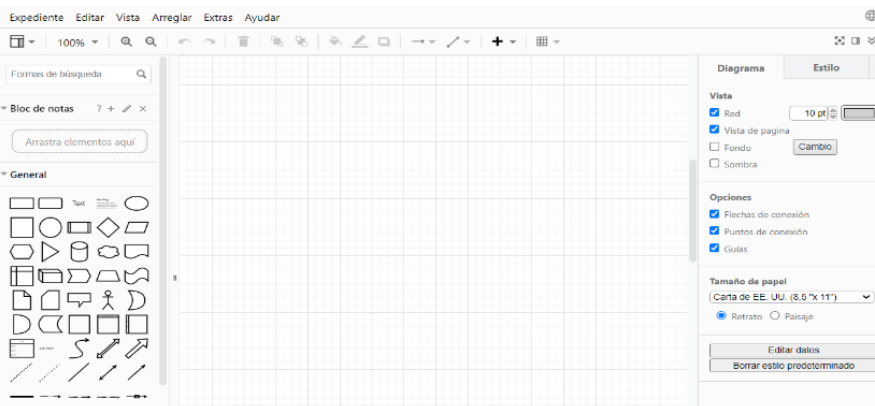 Expediente Editar Vista Arreglar Extras Ayudar
100%
Formas de búsqueda
Bloc de notas ? + ×
Arrastra elementos aquí
General
Text
Diagrama Estilo
Vista
Red 10 pt
Vista de pagina
Fondo Cambio
Sombra
Opciones
Flechas de conexión
Puntos de conexión
Guías
Tamaño de papel
Carta de EE. UU. (8,5 "x 11")
Retrato Paisaje
Editar datos
Borrar estilo predeterminado